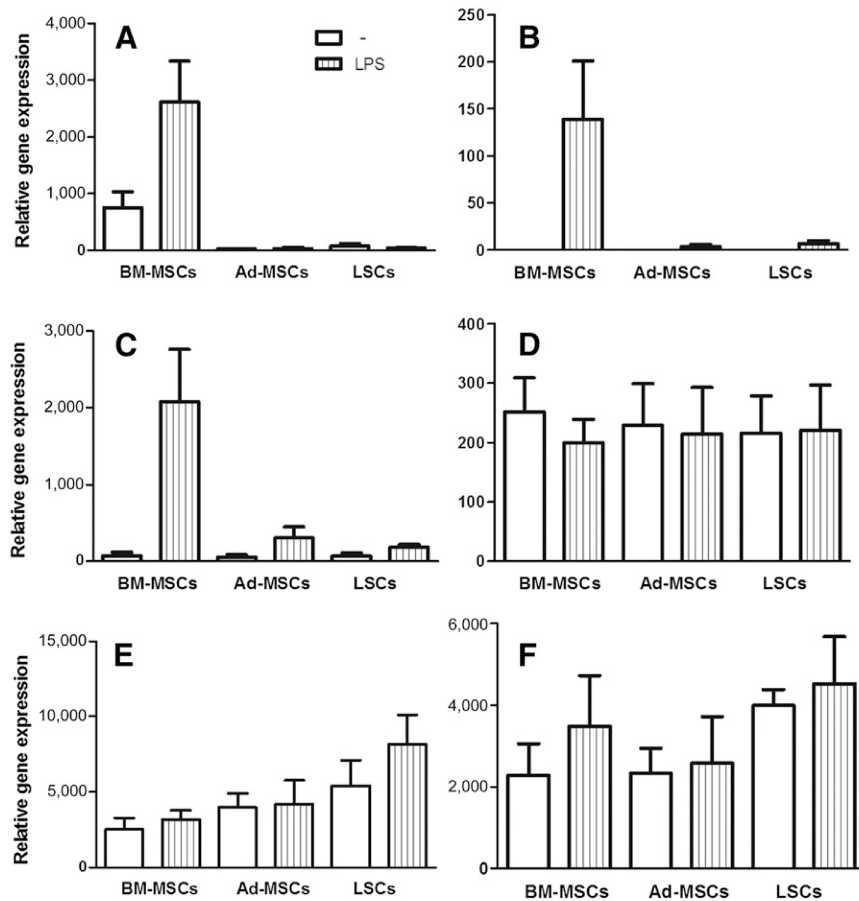 A
-
LPS
Relative gene expression
4,000
3,000
2,000
1,000
0
BM-MSCs Ad-MSCs LSCs
B
250
200
150
100
50
0
BM-MSCs Ad-MSCs LSCs
C
Relative gene expression
3,000
2,000
1,000
0
BM-MSCs Ad-MSCs LSCs
D
400
300
200
100
0
BM-MSCs Ad-MSCs LSCs
E
Relative gene expression
15,000
10,000
5,000
0
BM-MSCs Ad-MSCs LSCs
F
6,000
4,000
2,000
0
BM-MSCs Ad-MSCs LSCs